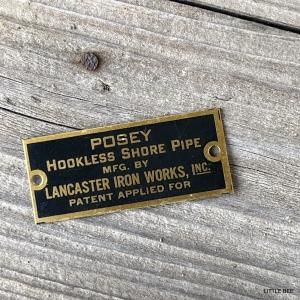 POSEY
HOOKLESS SHORE PIPE
MFG. BY
LANCASTER IRON WORKS, INC.
PATENT APPLIED FOR
LITTLE BEE